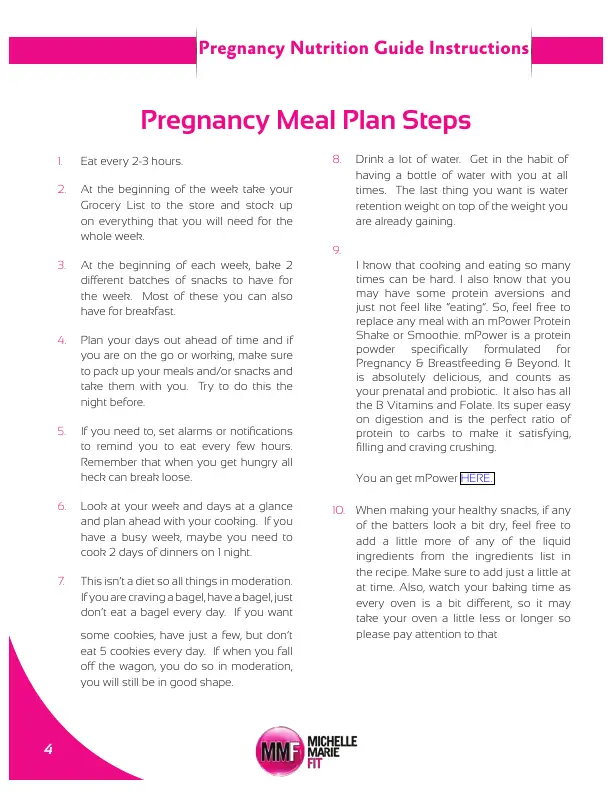 Pregnancy Nutrition Guide Instructions
Pregnancy Meal Plan Steps
1. Eat every 2-3 hours.
2. At the beginning of the week take your
Grocery List to the store and stock up
on everything that you will need for the
whole week.
3. At the beginning of each week, bake 2
different batches of snacks to have for
the week. Most of these you can also
have for breakfast.
4. Plan your days out ahead of time and if
you are on the go or working, make sure
to pack up your meals and/or snacks and
take them with you. Try to do this the
night before.
5. If you need to, set alarms or notifications
to remind you to eat every few hours.
Remember that when you get hungry all
heck can break loose.
6. Look at your week and days at a glance
and plan ahead with your cooking. If you
have a busy week, maybe you need to
cook 2 days of dinners on 1 night.
7. This isn't a diet so all things in moderation.
If you are craving a bagel, have a bagel, just
don't eat a bagel every day. If you want
some cookies, have just a few, but don't
eat 5 cookies every day. If when you fall
off the wagon, you do so in moderation,
you will still be in good shape.
8. Drink a lot of water. Get in the habit of
having a bottle of water with you at all
times. The last thing you want is water
retention weight on top of the weight you
are already gaining.
9.
I know that cooking and eating so many
times can be hard. I also know that you
may have some protein aversions and
just not feel like "eating". So, feel free to
replace any meal with an mPower Protein
Shake or Smoothie. mPower is a protein
powder specifically formulated for
Pregnancy & Breastfeeding & Beyond. It
is absolutely delicious, and counts as
your prenatal and probiotic. It also has all
the B Vitamins and Folate. Its super easy
on digestion and is the perfect ratio of
protein to carbs to make it satisfying,
filling and craving crushing.
You an get mPower HERE.
10. When making your healthy snacks, if any
of the batters look a bit dry, feel free to
add a little more of any of the liquid
ingredients from the ingredients list in
the recipe. Make sure to add just a little at
at time. Also, watch your baking time as
every oven is a bit different, so it may
take your oven a little less or longer so
please pay attention to that
4
MMF
MICHELLE
MARIE
FIT